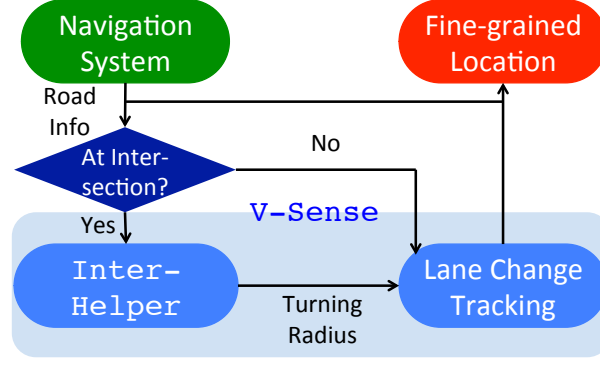 Navigation
System
Fine-grained
Location
Road
Info
At Inter-
section?
No
Yes
V-Sense
Inter-
Helper
Turning
Radius
Lane Change
Tracking